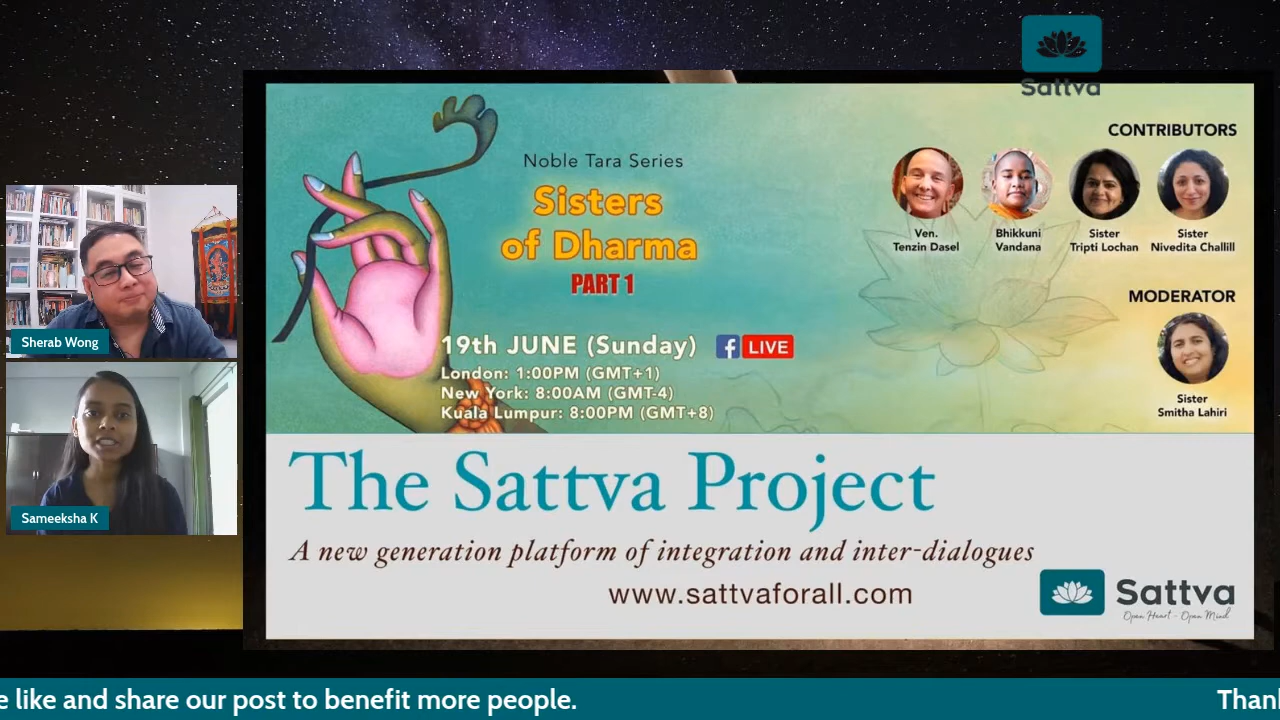 Sattva
Noble Tara Series
Sisters
of Dharma
PART 1
19th JUNE (Sunday)
f LIVE
London: 1:00PM (GMT+1)
New York: 8:00AM (GMT-4)
Kuala Lumpur: 8:00PM (GMT+8)
CONTRIBUTORS
Ven.
Tenzin Dasel
Bhikkuni
Vandana
Sister
Tripti Lochan
Sister
Nivedita Challill
MODERATOR
Sister
Smitha Lahiri
Sherab Wong
Sameeksha K
The Sattva Project
A new generation platform of integration and inter-dialogues
www.sattvaforall.com
Sattva
Open Heart - Open Mind
e like and share our post to benefit more people.
Than